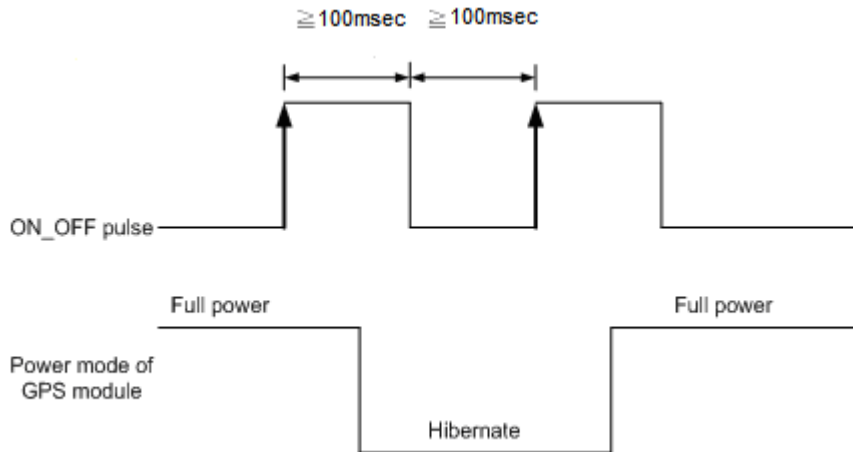 ≧100msec ≧100msec
ON_OFF pulse
Full power Full power
Power mode of
GPS module
Hibernate